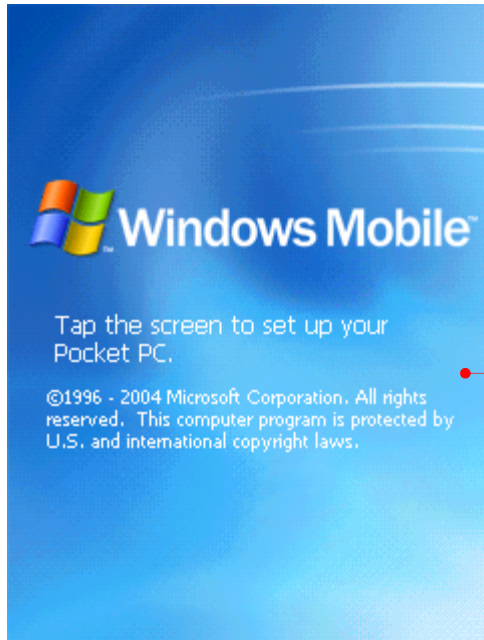 Windows Mobile™
Tap the screen to set up your
Pocket PC.
©1996 - 2004 Microsoft Corporation. All rights
reserved.  This computer program is protected by
U.S. and international copyright laws.